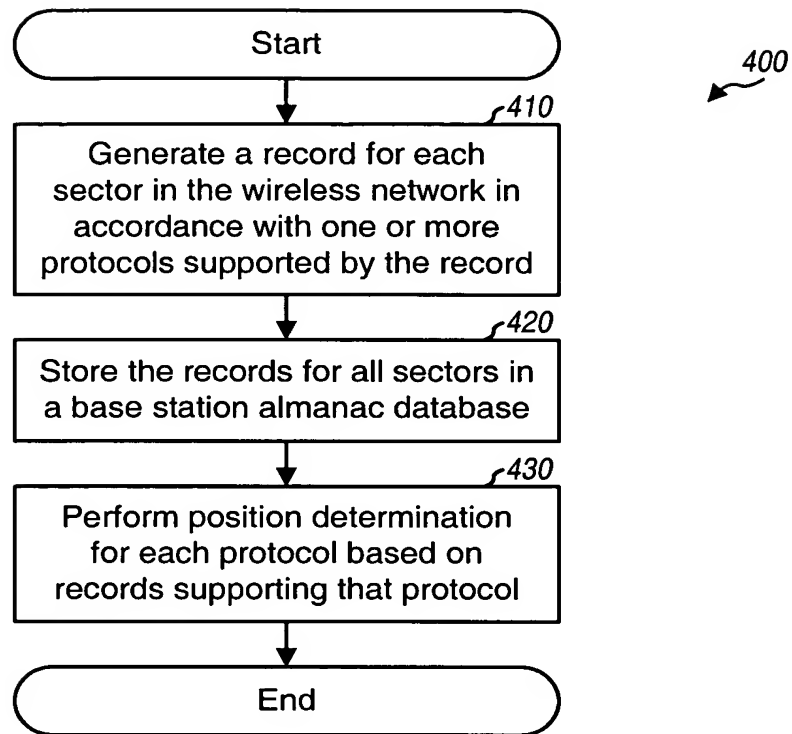 Start
400
410
Generate a record for each
sector in the wireless network in
accordance with one or more
protocols supported by the record
420
Store the records for all sectors in
a base station almanac database
430
Perform position determination
for each protocol based on
records supporting that protocol
End